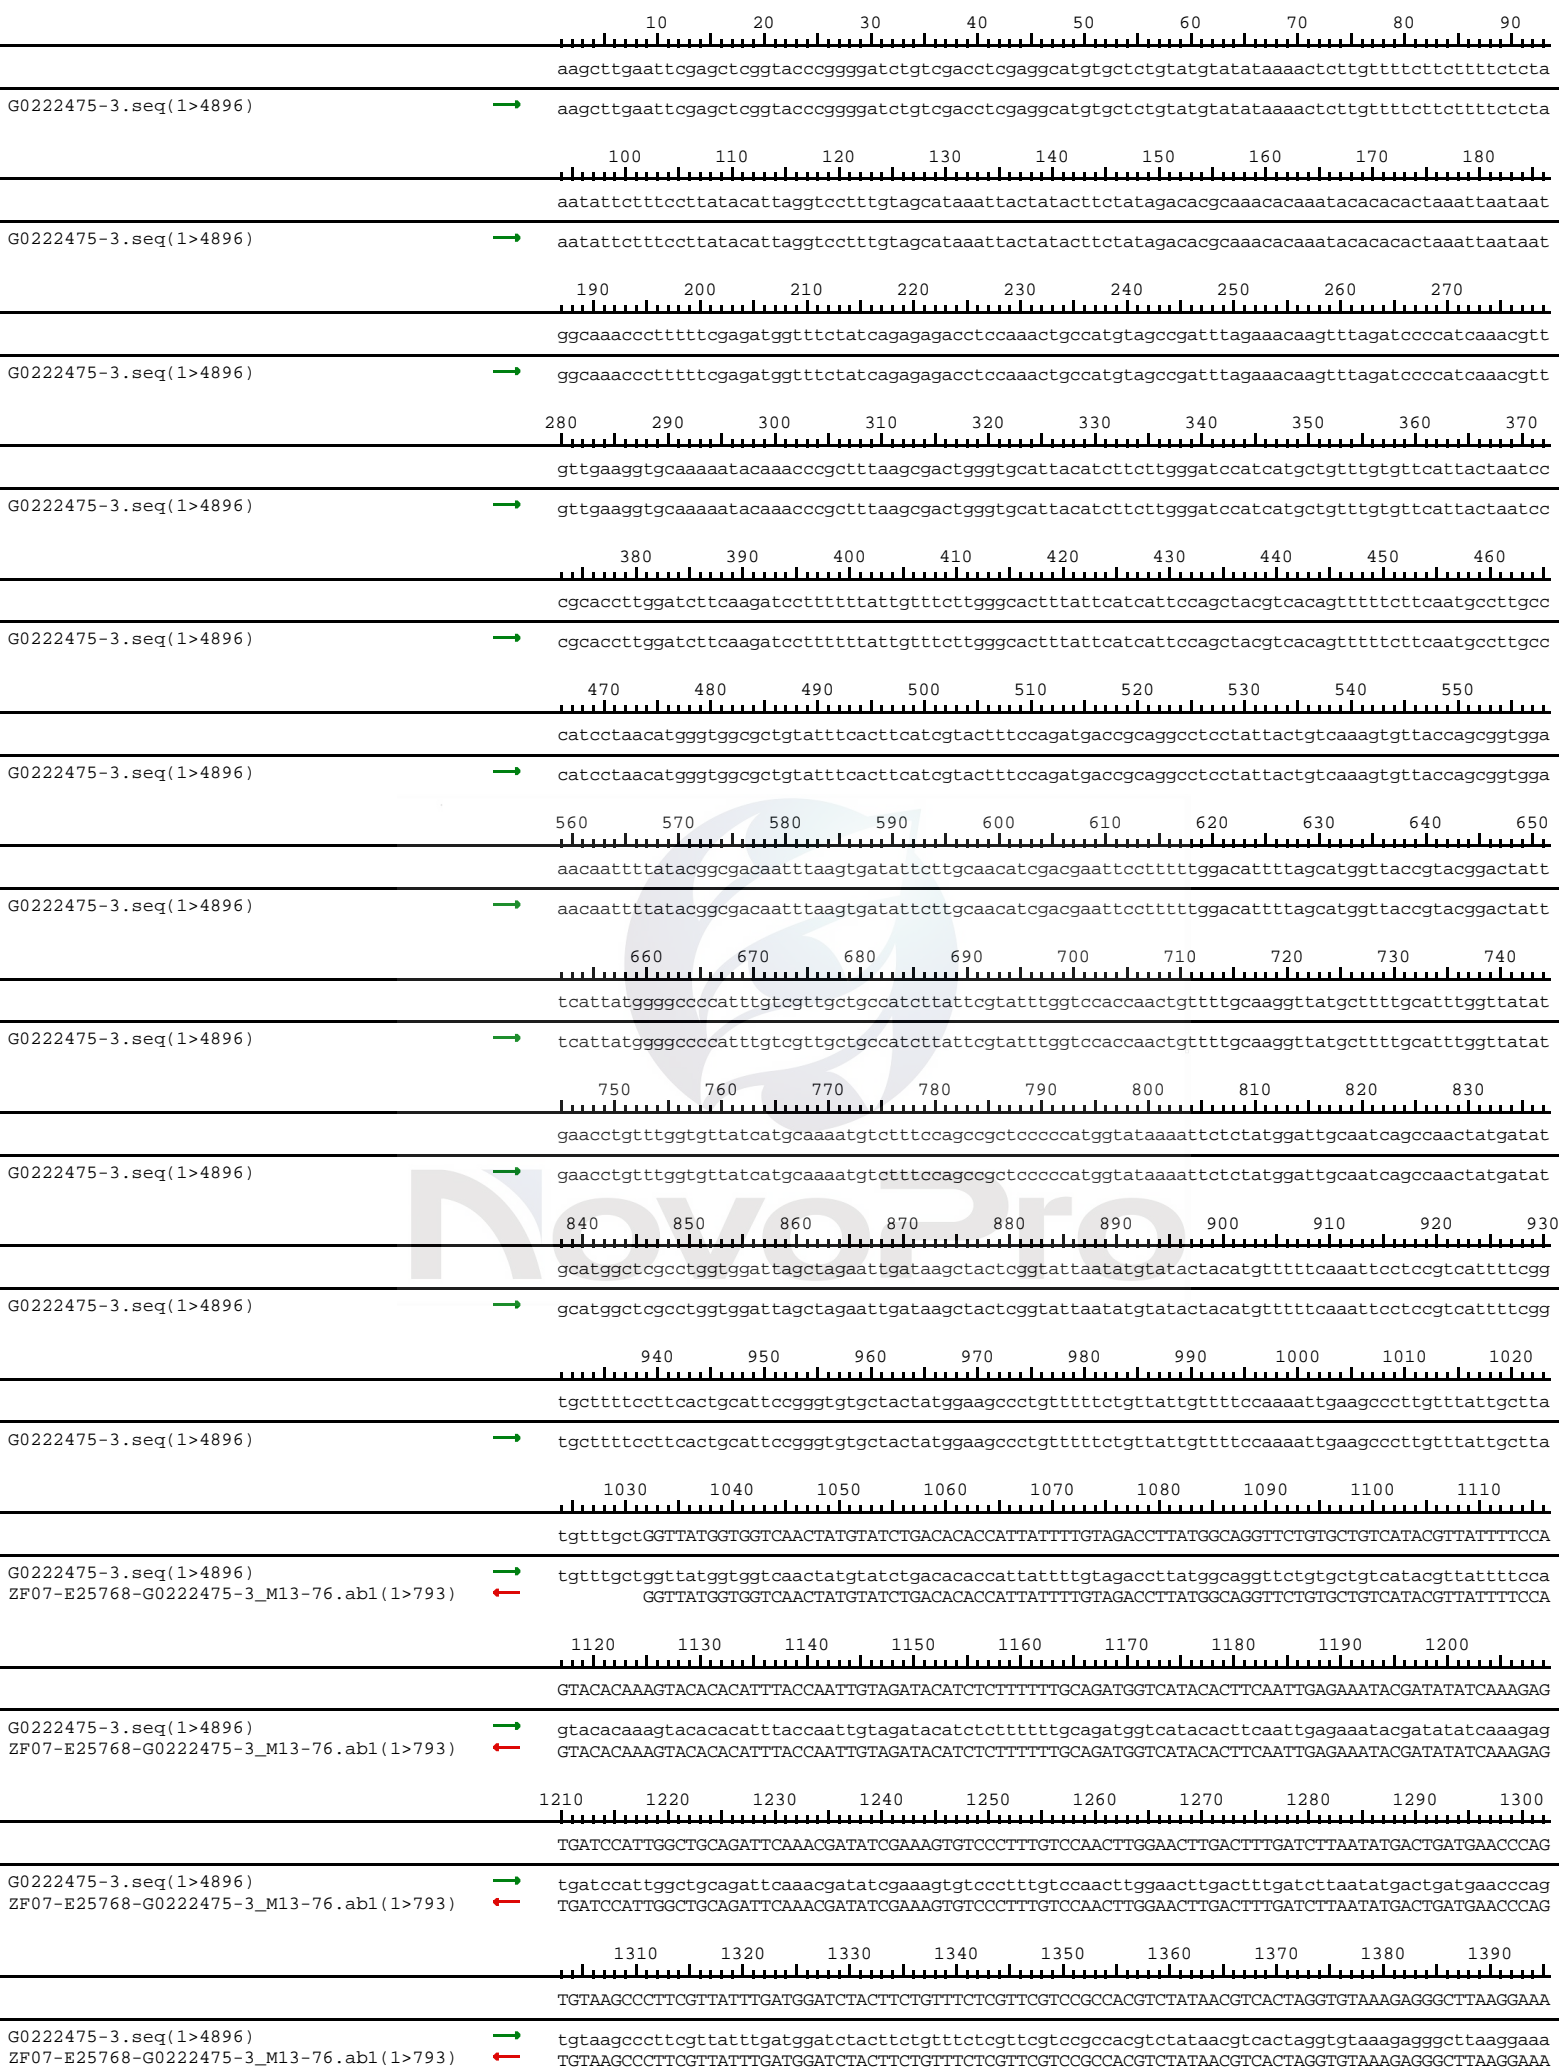 10 20 30 40 50 60 70 80 90
aagcttgaattcgagctcggtacccggggatctgtcgacctcgaggcatgtgctctgtatgtatataaaactcttgttttcttcttttctcta
G0222475-3.seq(1>4896) → aagcttgaattcgagctcggtacccggggatctgtcgacctcgaggcatgtgctctgtatgtatataaaactcttgttttcttcttttctcta
100 110 120 130 140 150 160 170 180
aatattctttccttatacattaggtcctttgtagcataaattactatacttctatagacacgcaaacacaaatacacacactaaattaataat
G0222475-3.seq(1>4896) → aatattctttccttatacattaggtcctttgtagcataaattactatacttctatagacacgcaaacacaaatacacacactaaattaataat
190 200 210 220 230 240 250 260 270
ggcaaaccctttttcgagatggtttctatcagagagacctccaaactgccatgtagccgatttagaaacaagtttagatccccatcaaacgtt
G0222475-3.seq(1>4896) → ggcaaaccctttttcgagatggtttctatcagagagacctccaaactgccatgtagccgatttagaaacaagtttagatccccatcaaacgtt
280 290 300 310 320 330 340 350 360 372
gttgaaggtgcaaaaatacaaacccgctttaagcgactgggtgcattacatcttcttgggatccatcatgctgtttgtgttcattactaatcc
G0222475-3.seq(1>4896) → gttgaaggtgcaaaaatacaaacccgctttaagcgactgggtgcattacatcttcttgggatccatcatgctgtttgtgttcattactaatcc
380 390 400 410 420 430 440 450 460
cgcaccttggatcttcaagatccttttttattgtttcttgggcactttattcatcattccagctacgtcacagtttttcttcaatgccttgcc
G0222475-3.seq(1>4896) → cgcaccttggatcttcaagatccttttttattgtttcttgggcactttattcatcattccagctacgtcacagtttttcttcaatgccttgcc
470 480 490 500 510 520 530 540 550
catcctaacatgggtggcgctgtatttcacttcatcgtactttccagatgaccgcaggcctcctattactgtcaaagtgttaccagcggtgga
G0222475-3.seq(1>4896) → catcctaacatgggtggcgctgtatttcacttcatcgtactttccagatgaccgcaggcctcctattactgtcaaagtgttaccagcggtgga
560 570 580 590 600 610 620 630 640 650
aacaattttatacggcgacaatttaagtgatattcttgcaacatcgacgaattcctttttggacattttagcatggttaccgtacggactatt
G0222475-3.seq(1>4896) → aacaattttatacggcgacaatttaagtgatattcttgcaacatcgacgaattcctttttggacattttagcatggttaccgtacggactatt
660 670 680 690 700 710 720 730 740
tcattatggggccccatttgtcgttgctgccatcttattcgtatttggtccaccaactgttttgcaaggttatgcttttgcatttggttatat
G0222475-3.seq(1>4896) → tcattatggggccccatttgtcgttgctgccatcttattcgtatttggtccaccaactgttttgcaaggttatgcttttgcatttggttatat
750 760 770 780 790 800 810 820 830
gaacctgtttggtgttatcatgcaaaatgtctttccagccgctcccccatggtataaaattctctatggattgcaatcagccaactatgatat
G0222475-3.seq(1>4896) → gaacctgtttggtgttatcatgcaaaatgtctttccagccgctcccccatggtataaaattctctatggattgcaatcagccaactatgatat
NovoPro
840 850 860 870 880 890 900 910 920 930
gcatggctcgcctggtggattagctagaattgataagctactcggtattaatatgtatactacatgtttttcaaattcctccgtcattttcgg
G0222475-3.seq(1>4896) → gcatggctcgcctggtggattagctagaattgataagctactcggtattaatatgtatactacatgtttttcaaattcctccgtcattttcgg
940 950 960 970 980 990 1000 1010 1020
tgcttttccttcactgcattccgggtgtgctactatggaagccctgtttttctgttattgttttccaaaattgaagcccttgtttattgctta
G0222475-3.seq(1>4896) → tgcttttccttcactgcattccgggtgtgctactatggaagccctgtttttctgttattgttttccaaaattgaagcccttgtttattgctta
1030 1040 1050 1060 1070 1080 1090 1100 1110
tgtttgctGGTTATGGTGGTCAACTATGTATCTGACACACCATTATTTTGTAGACCTTATGGCAGGTTCTGTGCTGTCATACGTTATTTTCCA
G0222475-3.seq(1>4896) → tgtttgctggttatggtggtcaactatgtatctgacacaccattattttgtagaccttatggcaggttctgtgctgtcatacgttattttcca
ZF07-E25768-G0222475-3_M13-76.ab1(1>793) ← GGTTATGGTGGTCAACTATGTATCTGACACACCATTATTTTGTAGACCTTATGGCAGGTTCTGTGCTGTCATACGTTATTTTCCA
1120 1130 1140 1150 1160 1170 1180 1190 1200
GTACACAAAGTACACACATTTACCAATTGTAGATACATCTCTTTTTTGCAGATGGTCATACACTTCAATTGAGAAATACGATATATCAAAGAG
G0222475-3.seq(1>4896) → gtacacaaagtacacacatttaccaattgtagatacatctcttttttgcagatggtcatacacttcaattgagaaatacgatatatcaaagag
ZF07-E25768-G0222475-3_M13-76.ab1(1>793) ← GTACACAAAGTACACACATTTACCAATTGTAGATACATCTCTTTTTTGCAGATGGTCATACACTTCAATTGAGAAATACGATATATCAAAGAG
1210 1220 1230 1240 1250 1260 1270 1280 1290 1302
TGATCCATTGGCTGCAGATTCAAACGATATCGAAAGTGTCCCTTTGTCCAACTTGGAACTTGACTTTGATCTTAATATGACTGATGAACCCAG
G0222475-3.seq(1>4896) → tgatccattggctgcagattcaaacgatatcgaaagtgtccctttgtccaacttggaacttgactttgatcttaatatgactgatgaacccag
ZF07-E25768-G0222475-3_M13-76.ab1(1>793) ← TGATCCATTGGCTGCAGATTCAAACGATATCGAAAGTGTCCCTTTGTCCAACTTGGAACTTGACTTTGATCTTAATATGACTGATGAACCCAG
1310 1320 1330 1340 1350 1360 1370 1380 1390
TGTAAGCCCTTCGTTATTTGATGGATCTACTTCTGTTTCTCGTTCGTCCGCCACGTCTATAACGTCACTAGGTGTAAAGAGGGCTTAAGGAAA
G0222475-3.seq(1>4896) → tgtaagcccttcgttatttgatggatctacttctgtttctcgttcgtccgccacgtctataacgtcactaggtgtaaagagggcttaaggaaa
ZF07-E25768-G0222475-3_M13-76.ab1(1>793) ← TGTAAGCCCTTCGTTATTTGATGGATCTACTTCTGTTTCTCGTTCGTCCGCCACGTCTATAACGTCACTAGGTGTAAAGAGGGCTTAAGGAAA